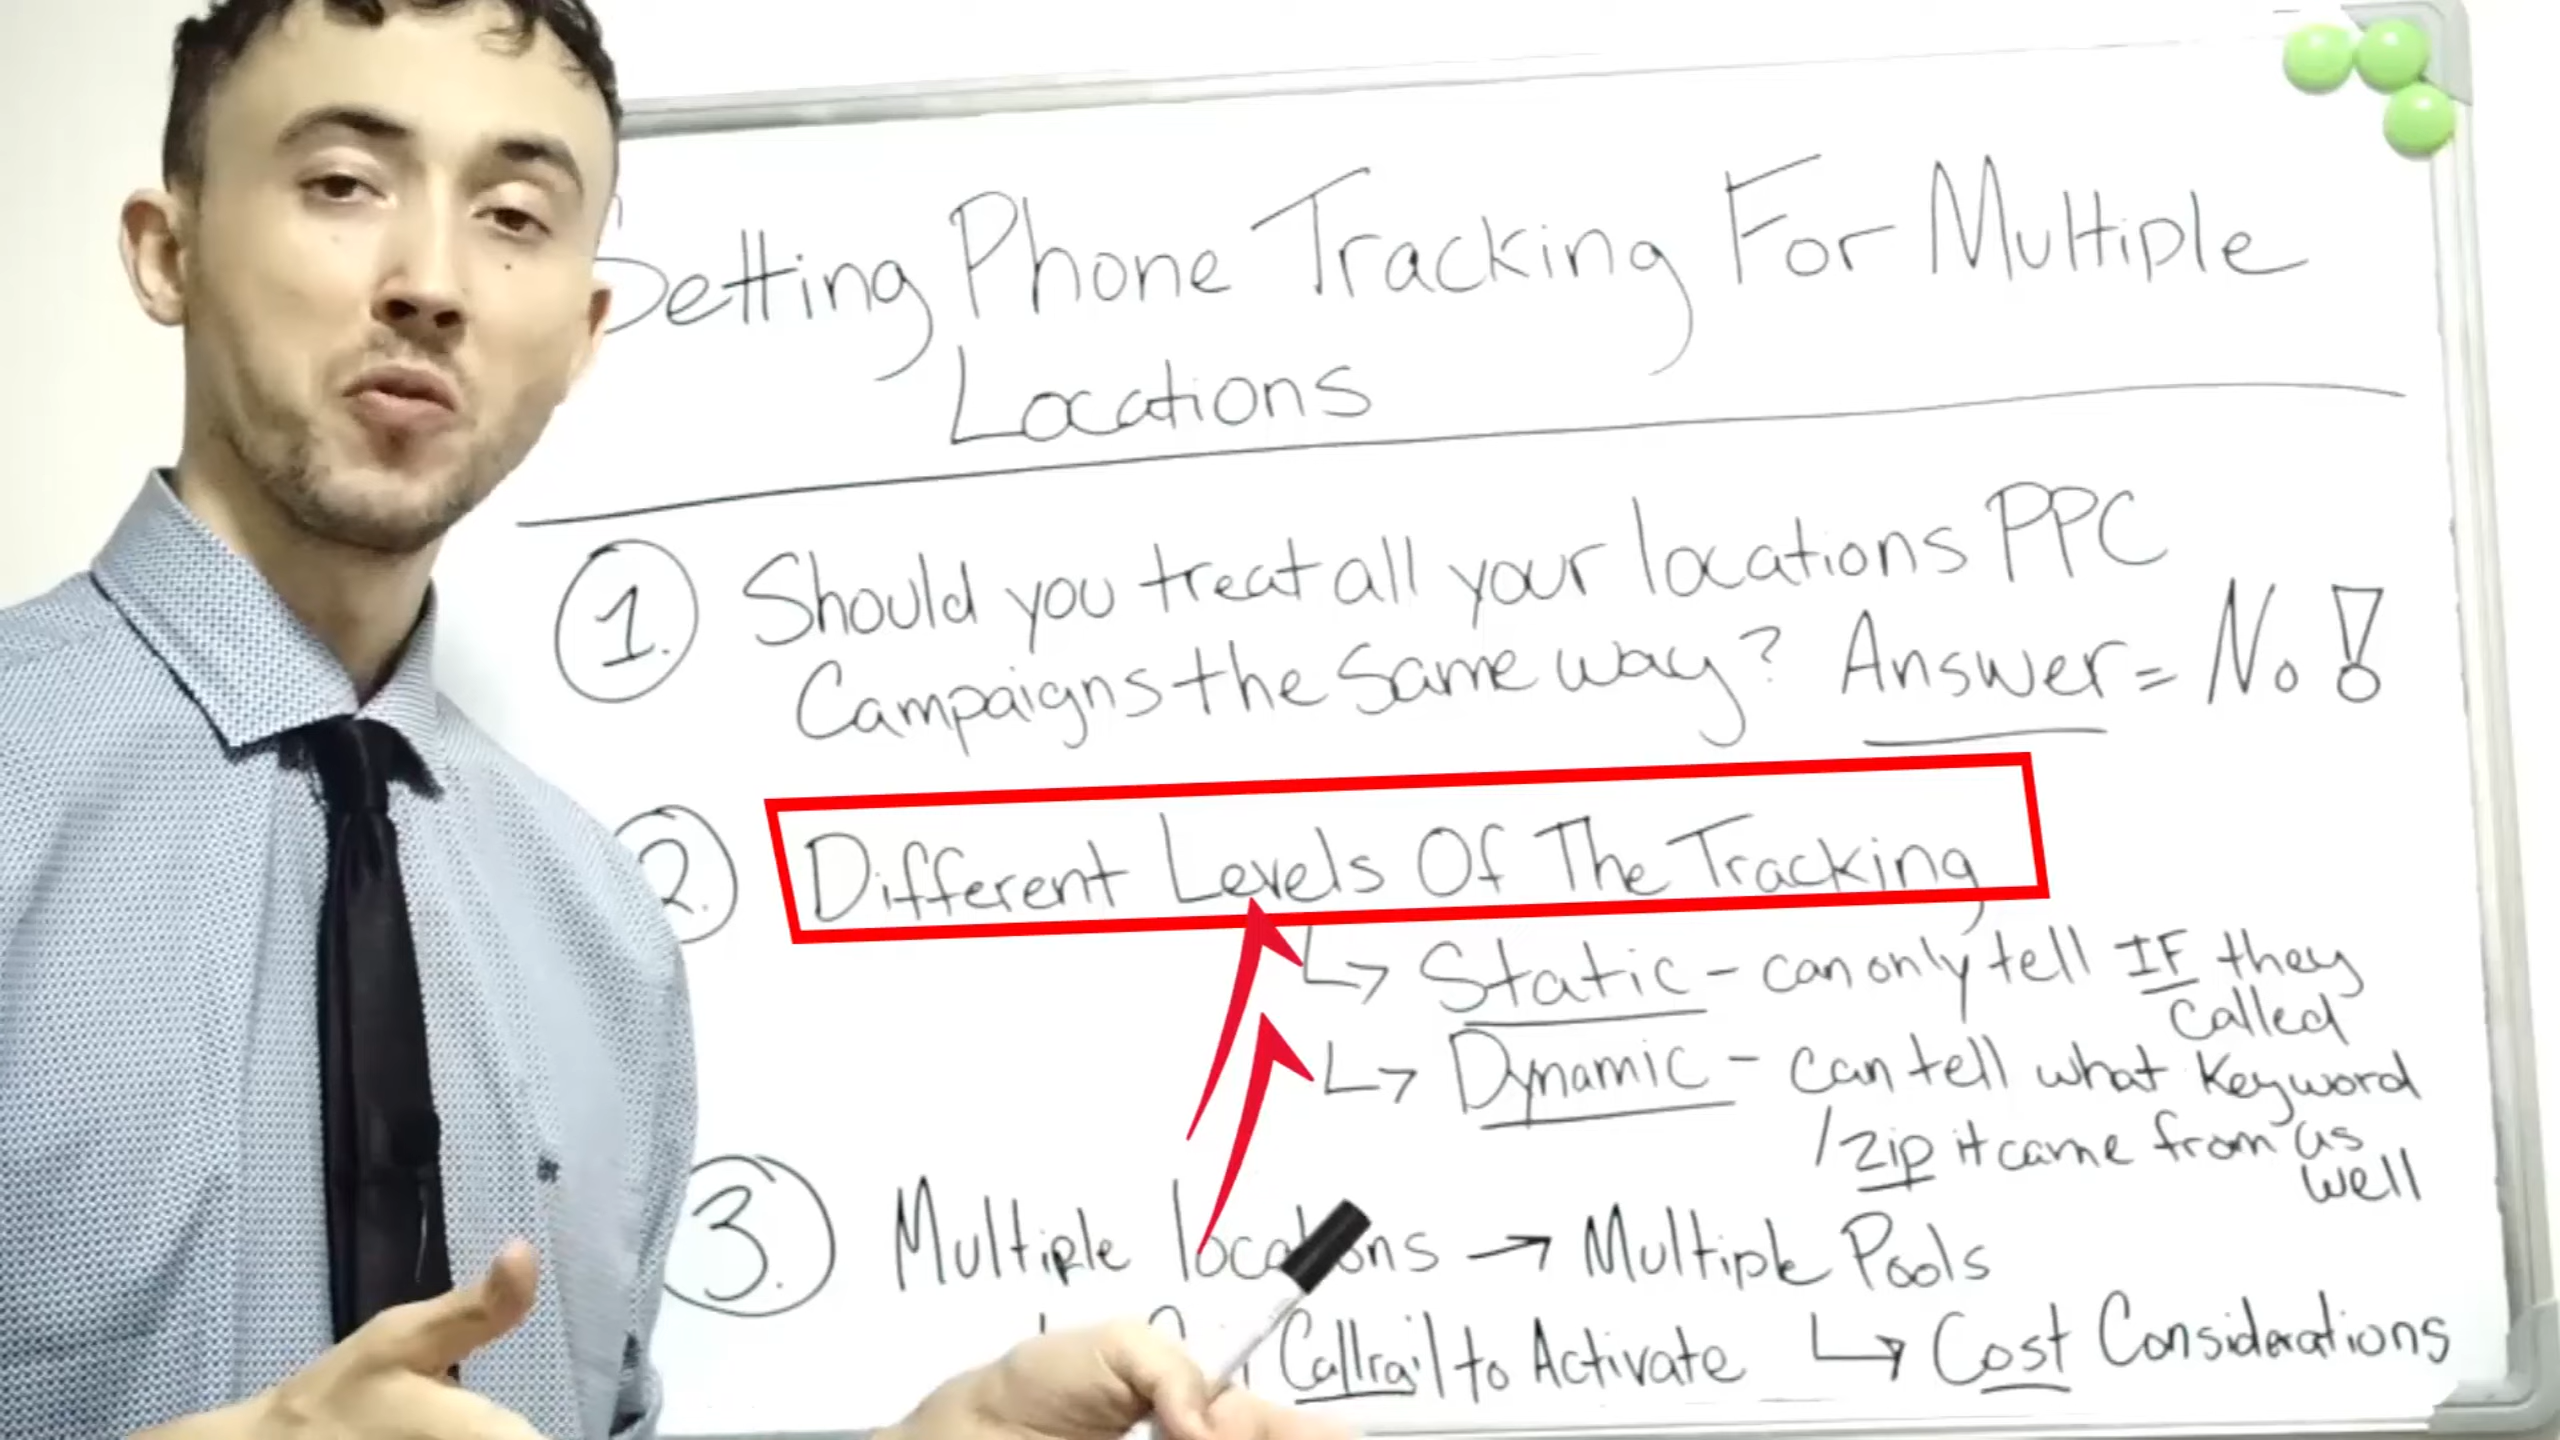 Setting Phone Tracking For Multiple
Locations
1. Should you treat all your locations PPC
Campaigns the same way? Answer = No!
2. Different Levels Of The Tracking
↳ Static - can only tell IF they
called
↳ Dynamic - can tell what keyword
/zip it came from as
well
3. Multiple locations → Multiple Pools
Callrail to Activate ↳ Cost Considerations